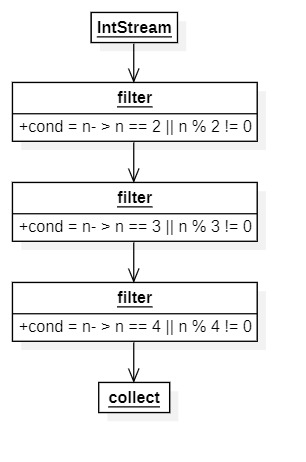 IntStream
filter
+cond = n- > n == 2 || n % 2 != 0
filter
+cond = n- > n == 3 || n % 3 != 0
filter
+cond = n- > n == 4 || n % 4 != 0
collect